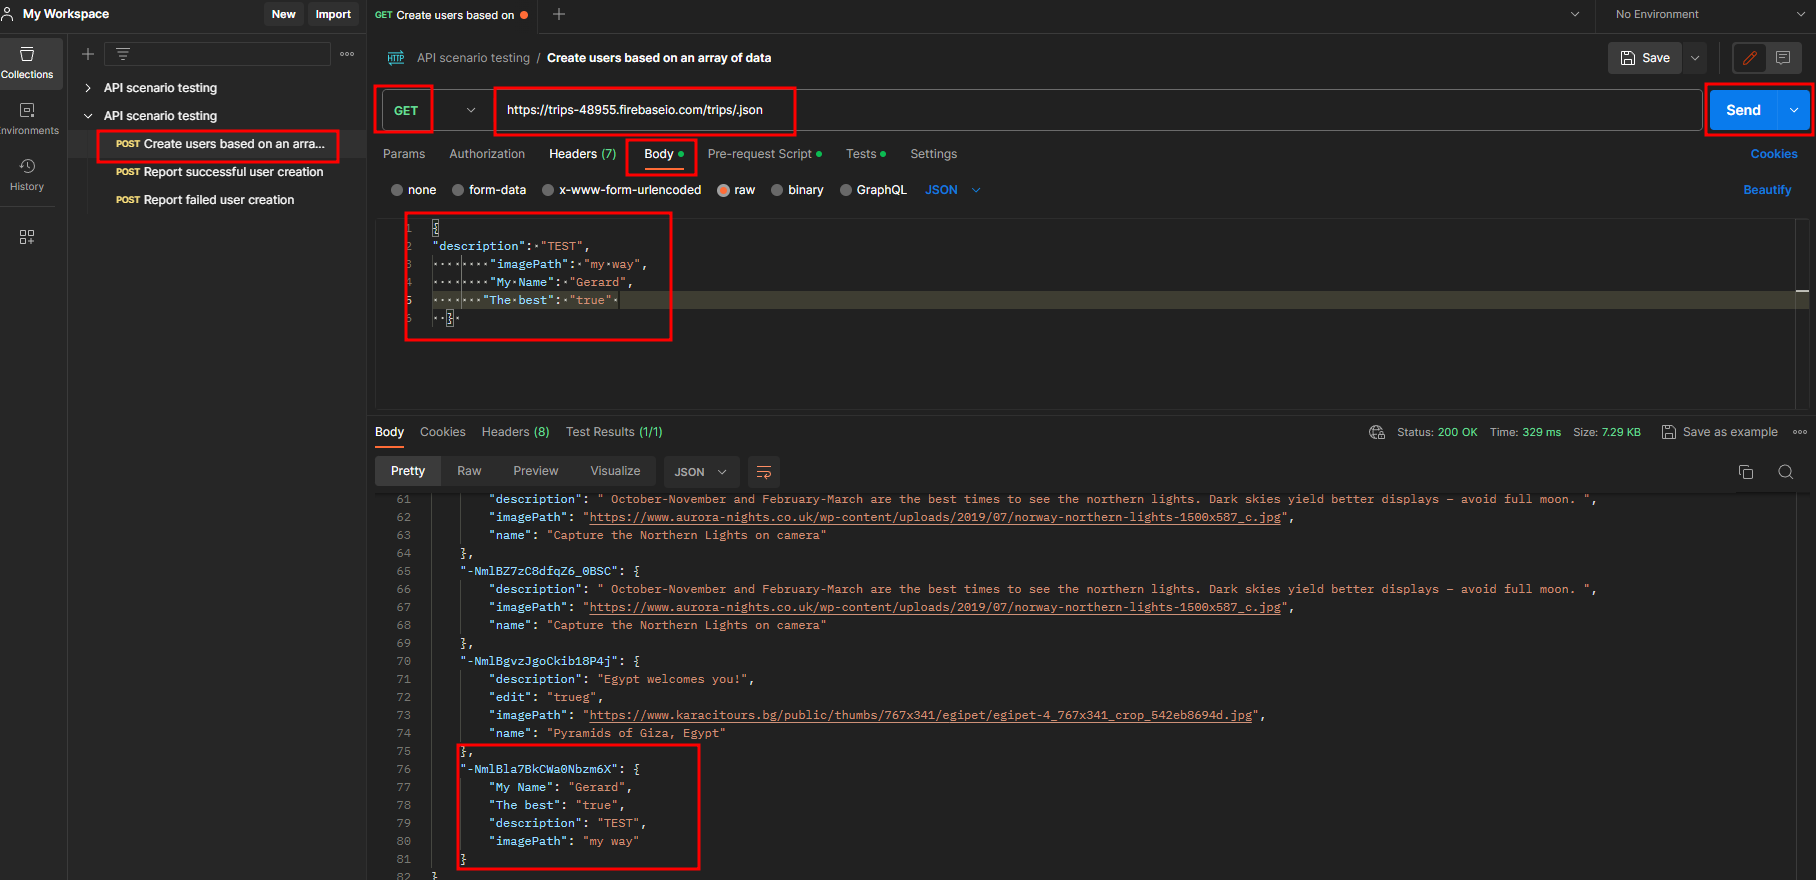 My Workspace
New
Import
GET Create users based on
No Environment
Collections
API scenario testing
API scenario testing
POST Create users based on an arra...
POST Report successful user creation
POST Report failed user creation
nvironments
History
HTTP API scenario testing / Create users based on an array of data
Save
GET
https://trips-48955.firebaseio.com/trips/.json
Send
Params
Authorization
Headers (7)
Body
Pre-request Script
Tests
Settings
Cookies
none
form-data
x-www-form-urlencoded
raw
binary
GraphQL
JSON
Beautify
1 {
2 "description": "TEST",
3 "imagePath": "my way",
4 "My Name": "Gerard",
5 "The best": "true"
6 }
Body
Cookies
Headers (8)
Test Results (1/1)
Status: 200 OK
Time: 329 ms
Size: 7.29 KB
Save as example
Pretty
Raw
Preview
Visualize
JSON
61 "description": " October-November and February-March are the best times to see the northern lights. Dark skies yield better displays – avoid full moon. ",
62 "imagePath": "https://www.aurora-nights.co.uk/wp-content/uploads/2019/07/norway-northern-lights-1500x587_c.jpg",
63 "name": "Capture the Northern Lights on camera"
64 },
65 "-NmlBZ7zC8dfqZ6_0BSC": {
66 "description": " October-November and February-March are the best times to see the northern lights. Dark skies yield better displays – avoid full moon. ",
67 "imagePath": "https://www.aurora-nights.co.uk/wp-content/uploads/2019/07/norway-northern-lights-1500x587_c.jpg",
68 "name": "Capture the Northern Lights on camera"
69 },
70 "-NmlBgvzJgoCkib18P4j": {
71 "description": "Egypt welcomes you!",
72 "edit": "trueg",
73 "imagePath": "https://www.karacitours.bg/public/thumbs/767x341/egipet/egipet-4_767x341_crop_542eb8694d.jpg",
74 "name": "Pyramids of Giza, Egypt"
75 },
76 "-NmlBla7BkCWa0Nbzm6X": {
77 "My Name": "Gerard",
78 "The best": "true",
79 "description": "TEST",
80 "imagePath": "my way"
81 }
82 }